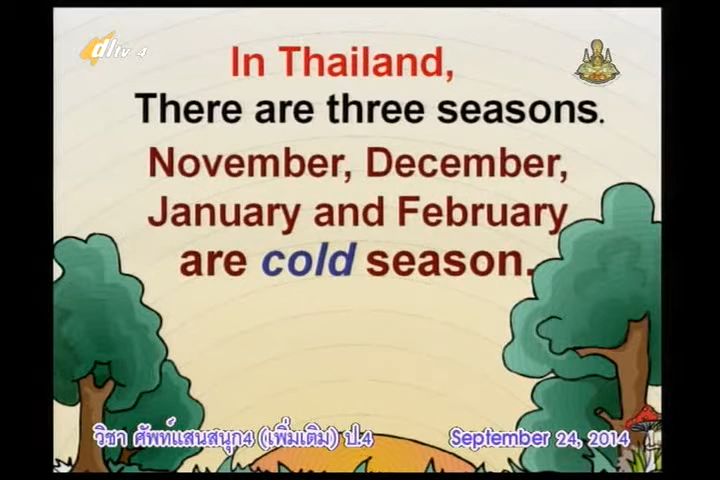 dltv 4
In Thailand,
There are three seasons.
November, December,
January and February
are cold season.
วิชา ศัพท์แสนสนุก4 (เพิ่มเติม) ป.4
September 24, 2014